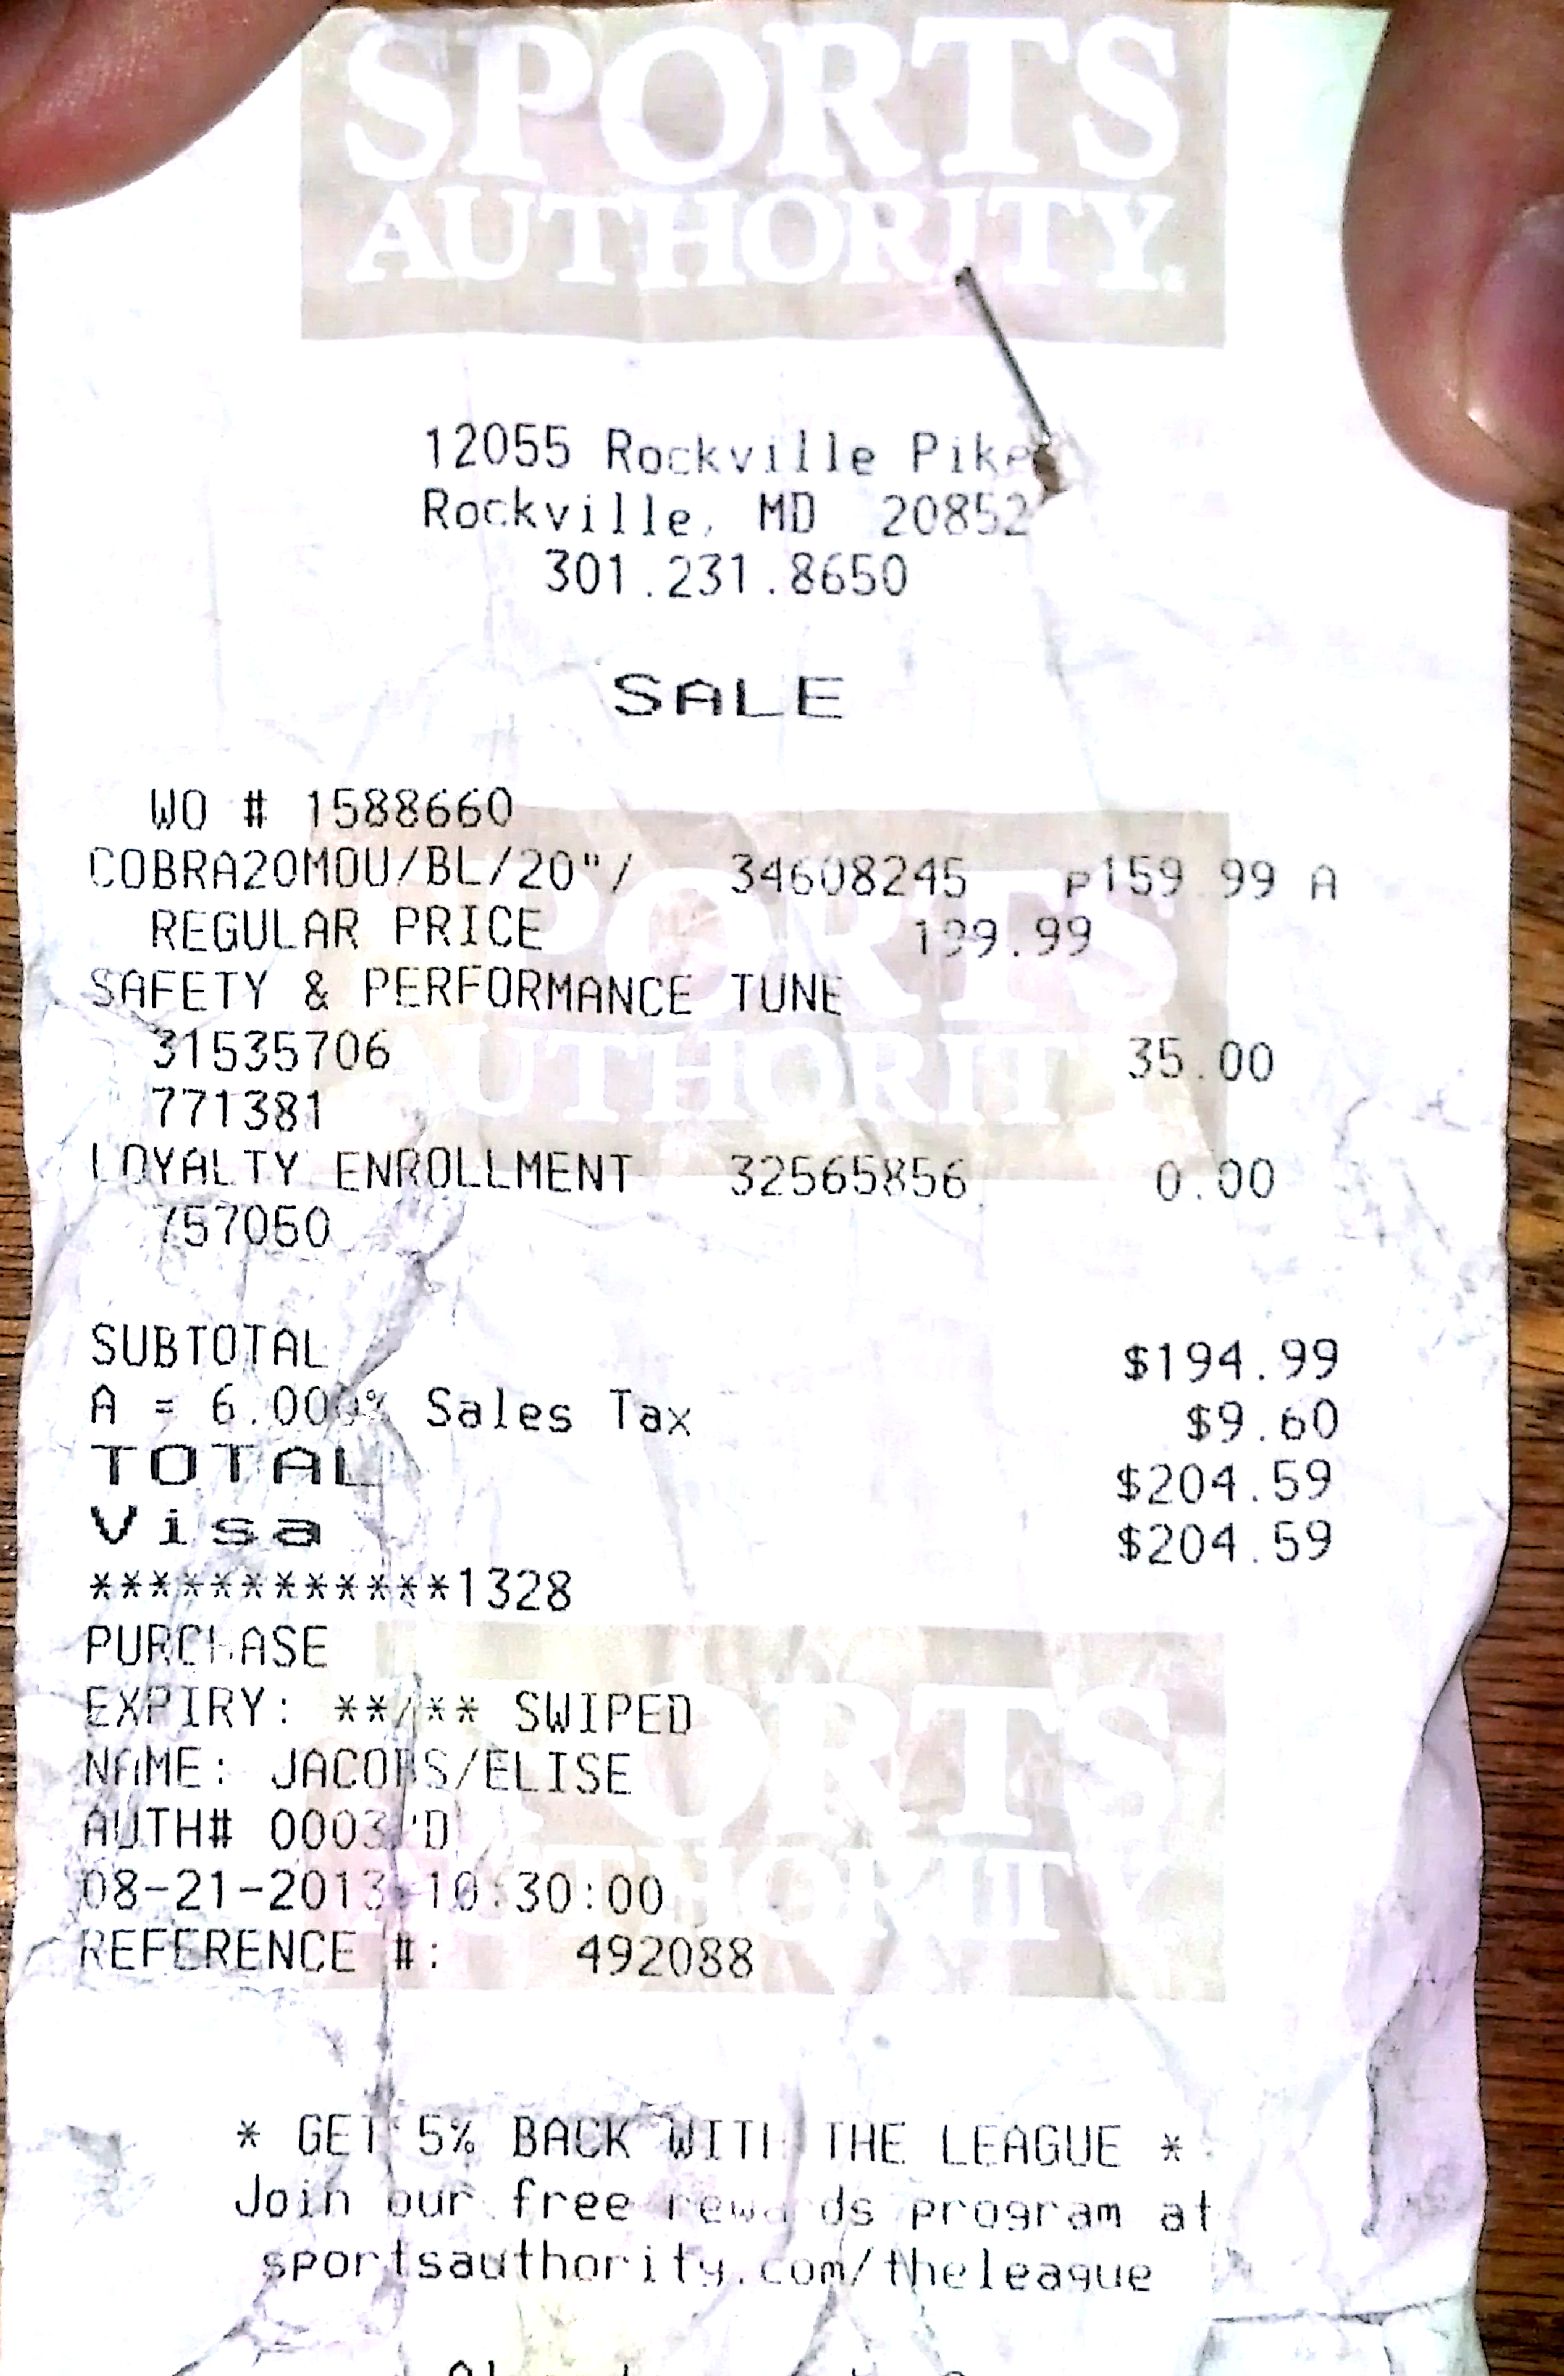 SPORTS
AUTHORITY.
12055 Rockville Pike
Rockville, MD 20852
301.231.8650
SALE
WO # 1588660
COBRA20MOU/BL/20"/ 34608245 P159.99 A
REGULAR PRICE 199.99
SAFETY & PERFORMANCE TUNE
31535706 35.00
771381
LOYALTY ENROLLMENT 32565856 0.00
757050
SUBTOTAL $194.99
A = 6.000% Sales Tax $9.60
TOTAL $204.59
Visa $204.59
************1328
PURCHASE
EXPIRY: **/** SWIPED
NAME: JACOBS/ELISE
AUTH#
08-21-2013 10:30:00
REFERENCE #: 492088
* GET 5% BACK WITH THE LEAGUE *
Join our free rewards program at
sportsauthority.com/theleague